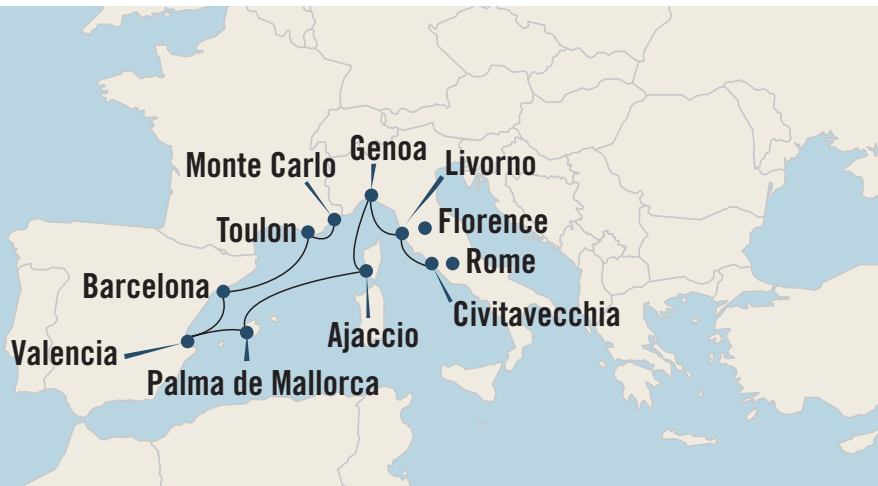 Genoa
Monte Carlo
Livorno
Toulon
Florence
Rome
Barcelona
Civitavecchia
Ajaccio
Valencia
Palma de Mallorca